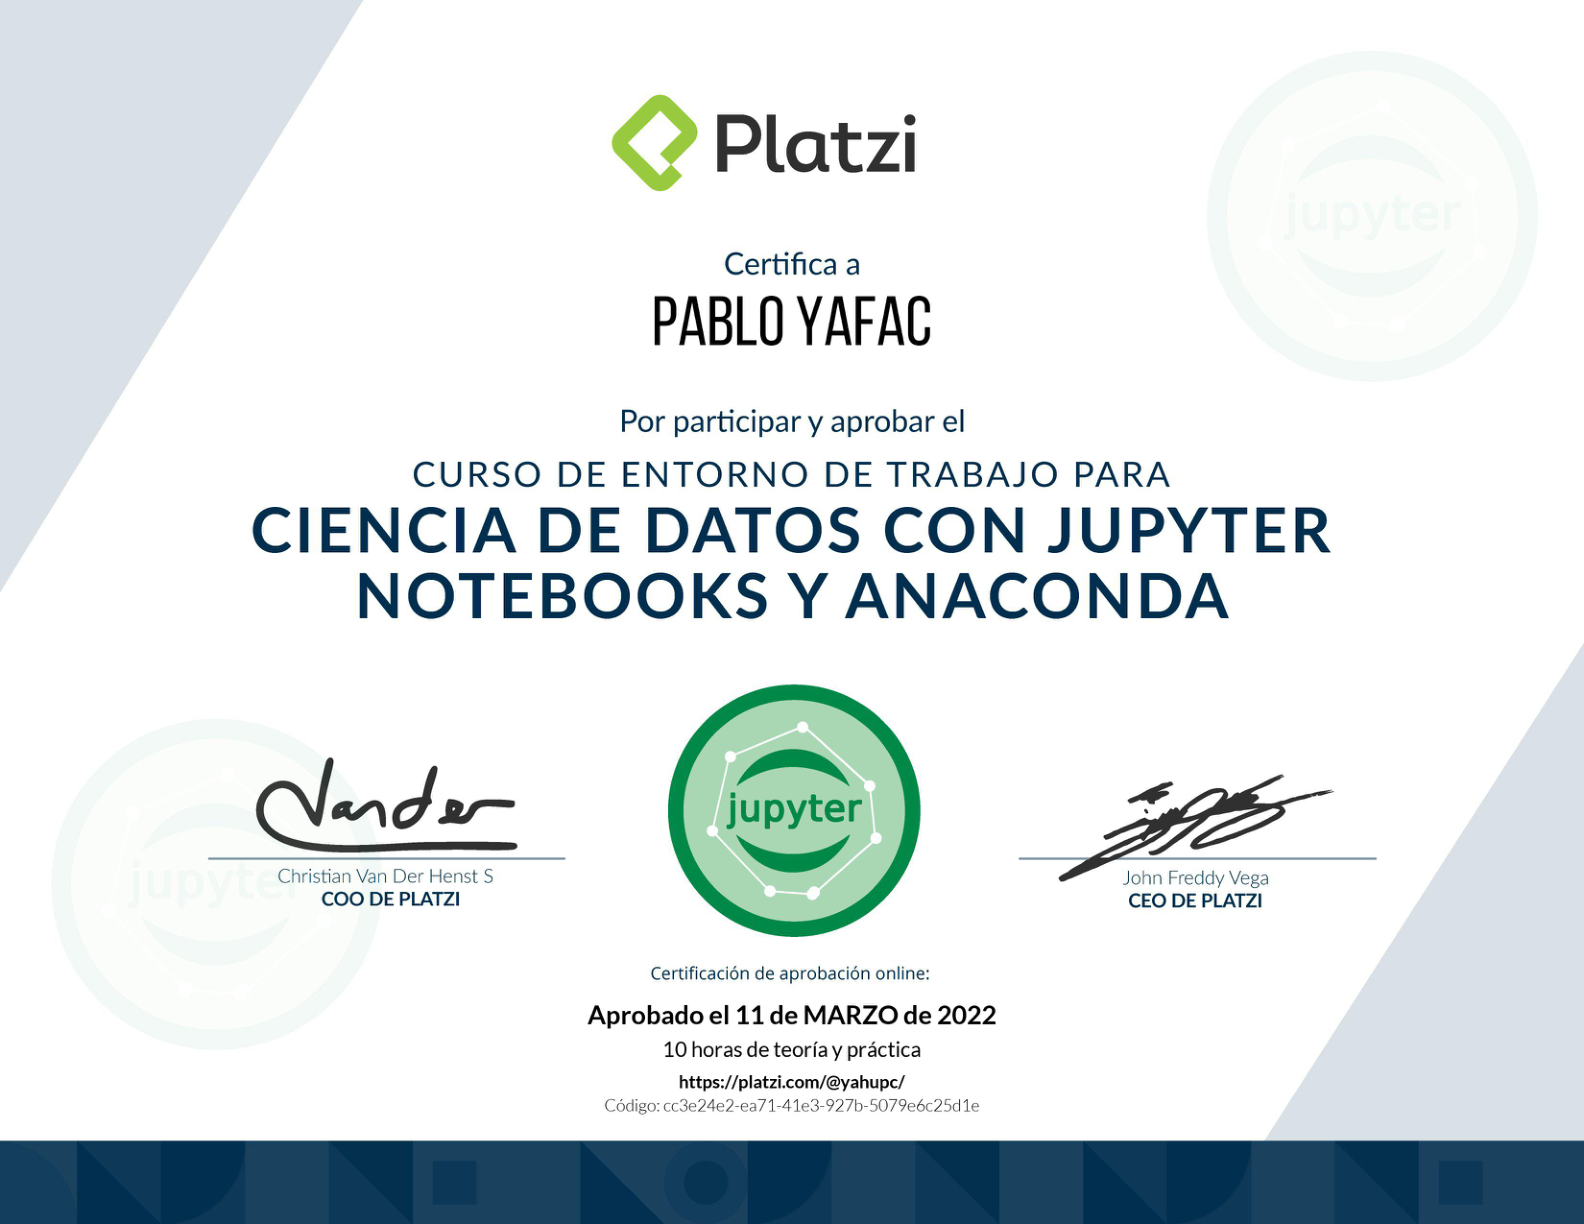 Platzi
jupyter
Certifica a
PABLO YAFAC
Por participar y aprobar el
CURSO DE ENTORNO DE TRABAJO PARA
CIENCIA DE DATOS CON JUPYTER
NOTEBOOKS Y ANACONDA
Vander
jupyter
jupyter
Christian Van Der Henst S
COO DE PLATZI
John Freddy Vega
CEO DE PLATZI
Certificación de aprobación online:
Aprobado el 11 de MARZO de 2022
10 horas de teoría y práctica
https://platzi.com/@yahupc/
Código: cc3e24e2-ea71-41e3-927b-5079e6c25d1e